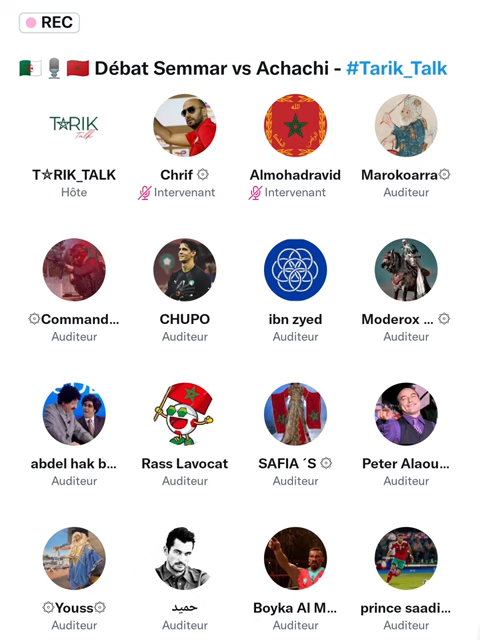 REC
🇩🇿🎙️🇲🇦 Débat Semmar vs Achachi - #Tarik_Talk
T☆RIK
Talk
T☆RIK_TALK
Hôte
Chrif
Intervenant
Almohadravid
Intervenant
Marokoarra
Auditeur
Command...
Auditeur
CHUPO
Auditeur
ibn zyed
Auditeur
Moderox ...
Auditeur
abdel hak b...
Auditeur
Rass Lavocat
Auditeur
SAFIA ´S
Auditeur
Peter Alaou...
Auditeur
Youss
Auditeur
حميد
Auditeur
Boyka Al M...
Auditeur
prince saadi...
Auditeur